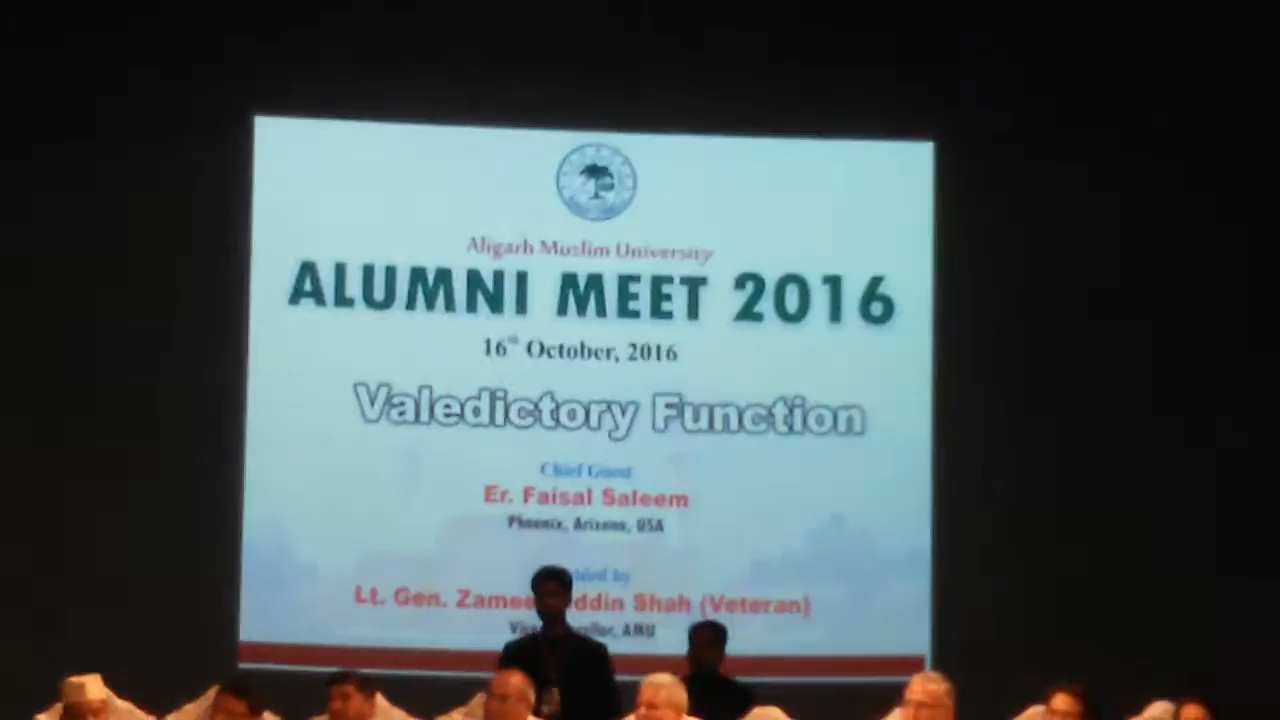 Aligarh Muslim University
ALUMNI MEET 2016
16th October, 2016
Valedictory Function
Chief Guest
Er. Faisal Saleem
Phoenix, Arizona, USA
by
Lt. Gen. Shah (Veteran)
AMU